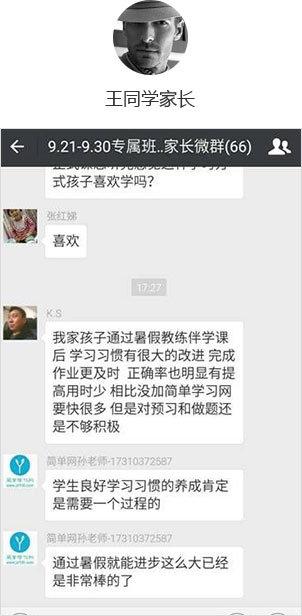 王同学家长
9.21-9.30专属班..家长微群(66)
式孩子喜欢学吗?
张红娣
喜欢
17:27
K.S
我家孩子通过暑假教练伴学课
后 学习习惯有很大的改进 完成
作业更及时  正确率也明显有提
高用时少 相比没加简单学习网
要快很多 但是对预习和做题还
是不够积极
简单网孙老师-17310372587
学生良好学习习惯的养成肯定
是需要一个过程的
简单网孙老师-17310372587
通过暑假就能进步这么大已经
是非常棒的了